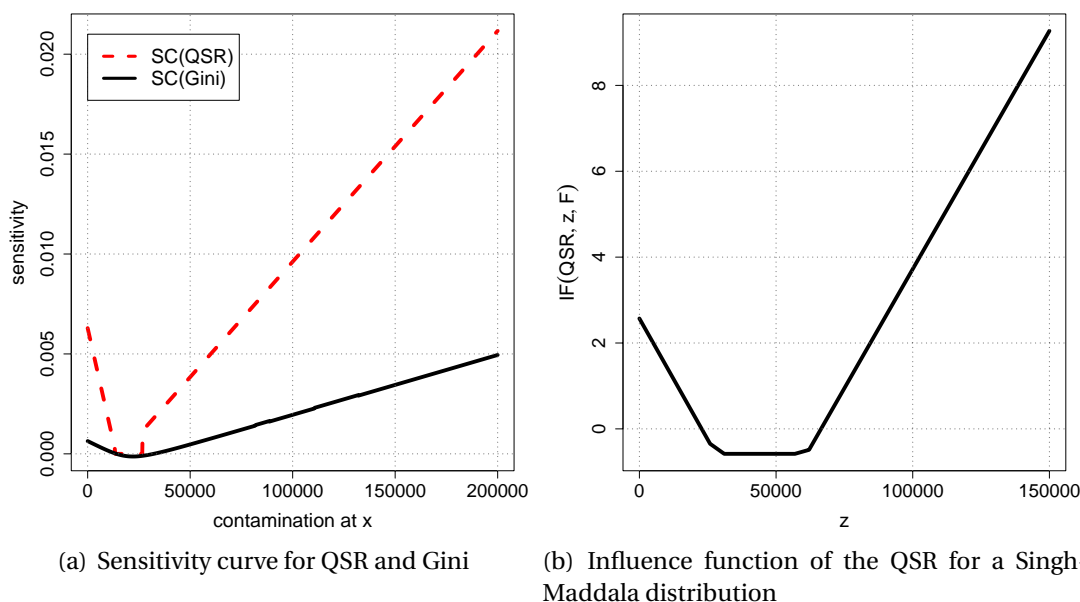 SC(QSR)
SC(Gini)
sensitivity
0.020
0.015
0.010
0.005
0.000
0
50000
100000
150000
200000
contamination at x
(a) Sensitivity curve for QSR and Gini
IF(QSR, z, F)
8
6
4
2
0
0
50000
100000
150000
z
(b) Influence function of the QSR for a Singh-
Maddala distribution